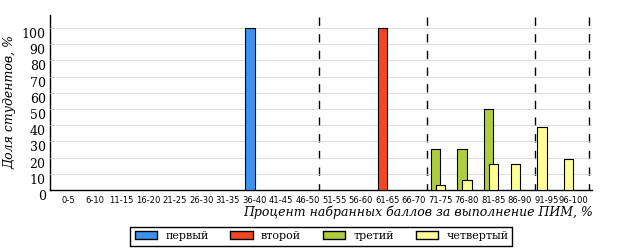 Доля студентов, %
100
90
80
70
60
50
40
30
20
10
0
0-5 6-10 11-15 16-20 21-25 26-30 31-35 36-40 41-45 46-50 51-55 56-60 61-65 66-70 71-75 76-80 81-85 86-90 91-95 96-100
Процент набранных баллов за выполнение ПИМ, %
первый второй третий четвертый